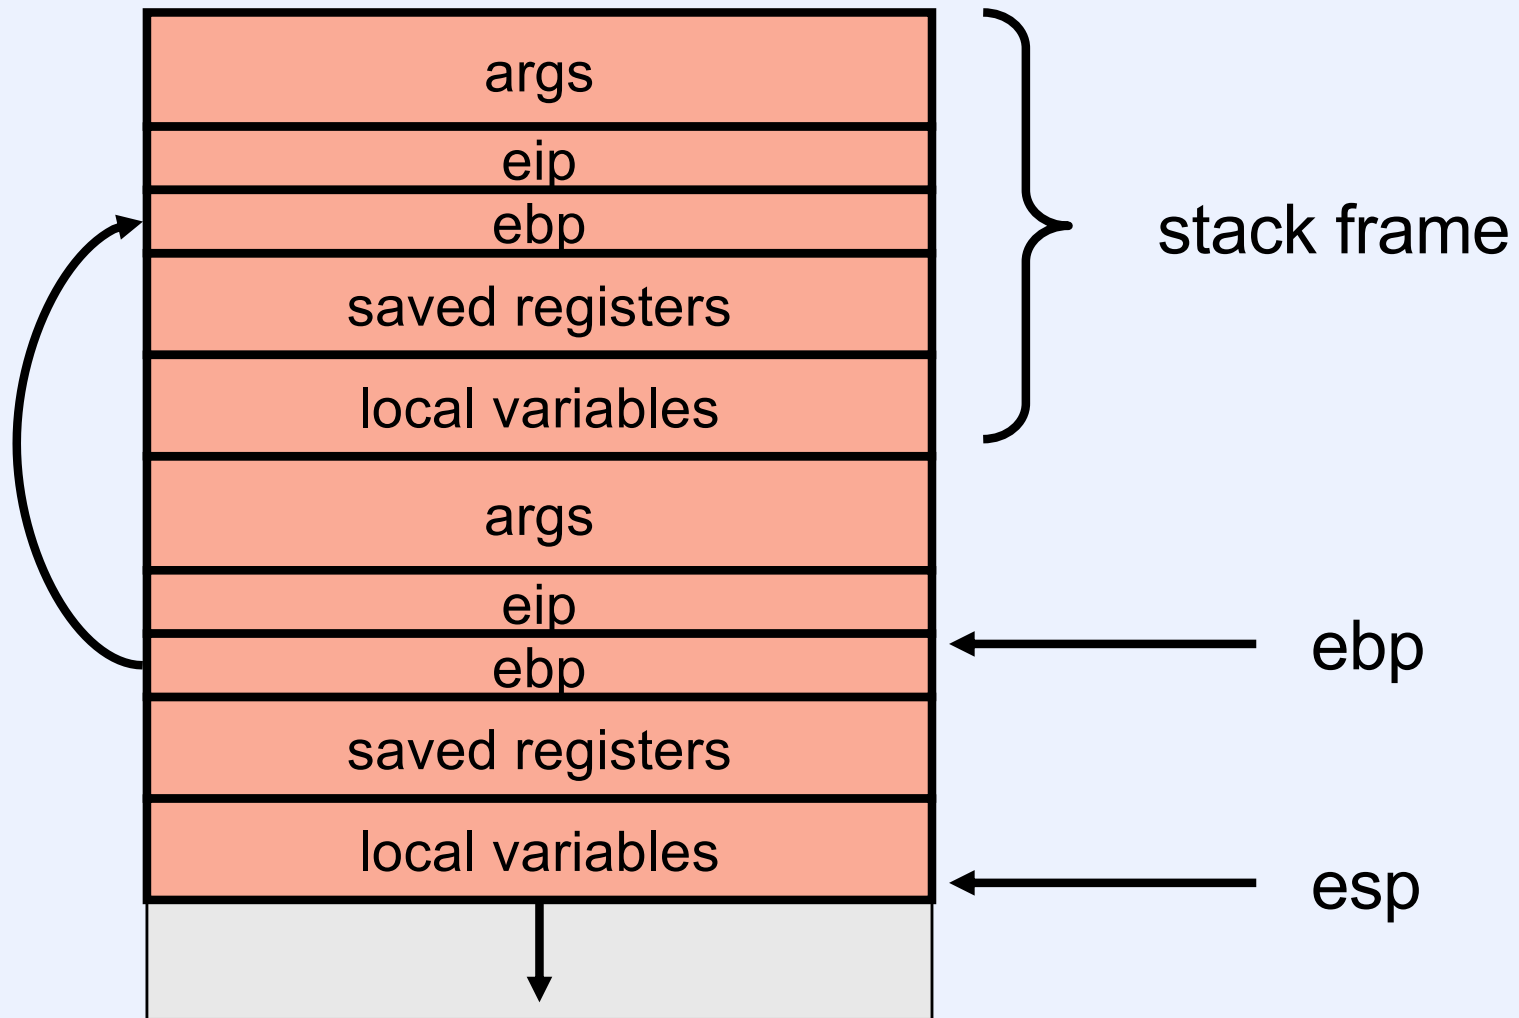 args
eip
ebp
stack frame
saved registers
local variables
args
eip
ebp
ebp
saved registers
local variables
esp